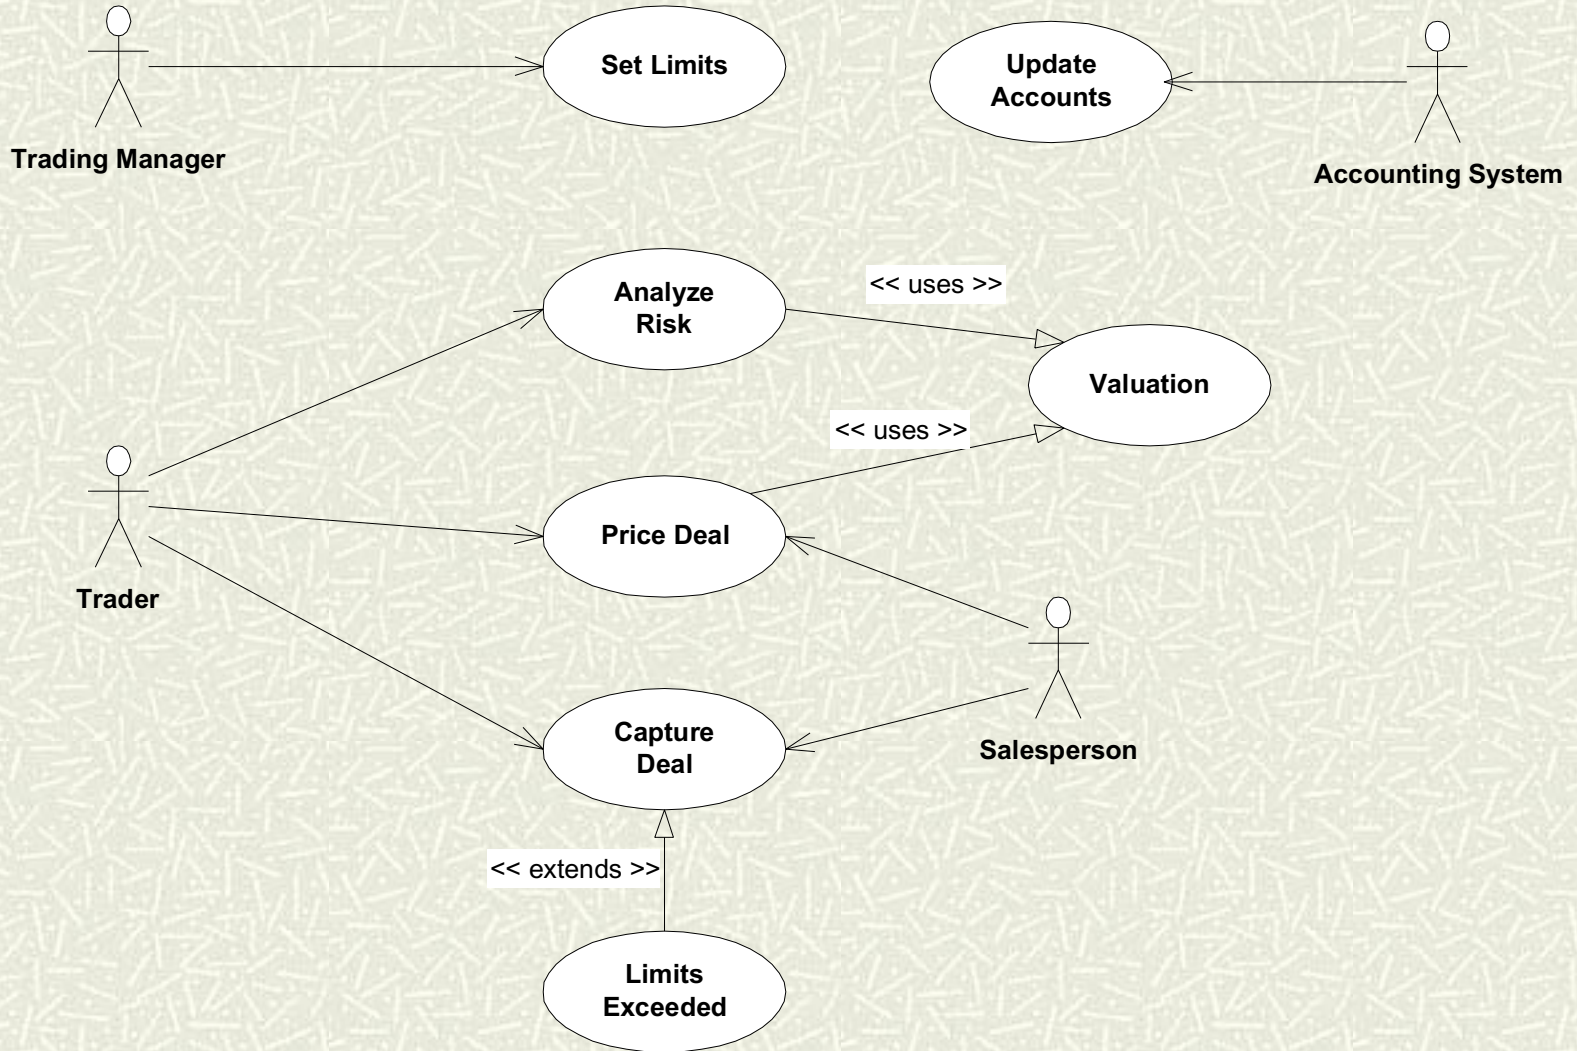 Set Limits
Update
Accounts
Trading Manager
Accounting System
Analyze
Risk
<< uses >>
Valuation
<< uses >>
Price Deal
Trader
Capture
Deal
Salesperson
<< extends >>
Limits
Exceeded